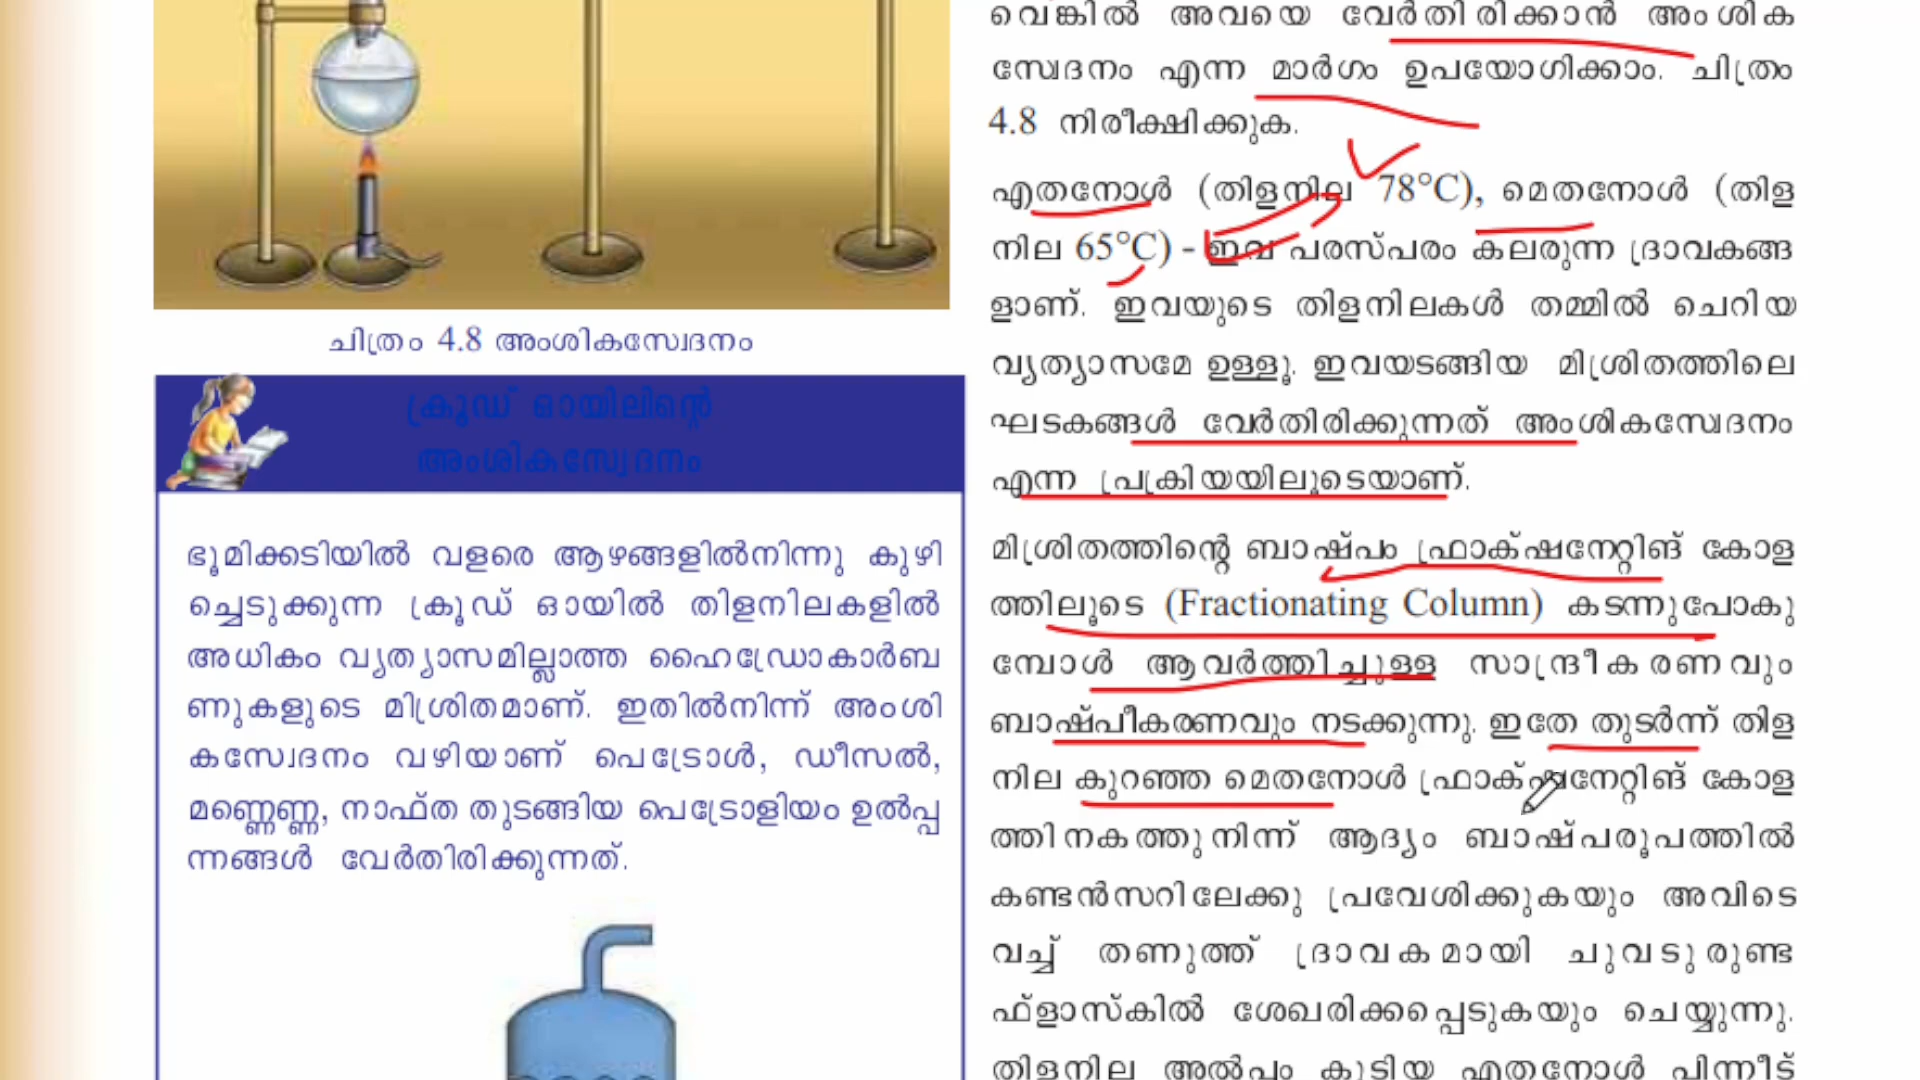 ചിത്രം 4.8 അംശികസ്വേദനം
ക്രൂഡ് ഓയിലിന്റെ
അംശികസ്വേദനം
ഭൂമിക്കടിയിൽ വളരെ ആഴങ്ങളിൽനിന്നു കുഴി
ച്ചെടുക്കുന്ന ക്രൂഡ് ഓയിൽ തിളനിലകളിൽ
അധികം വ്യത്യാസമില്ലാത്ത ഹൈഡ്രോകാർബ
ണുകളുടെ മിശ്രിതമാണ്. ഇതിൽനിന്ന് അംശി
കസ്വേദനം വഴിയാണ് പെട്രോൾ, ഡീസൽ,
മണ്ണെണ്ണ, നാഫ്ത തുടങ്ങിയ പെട്രോളിയം ഉൽപ്പ
ന്നങ്ങൾ വേർതിരിക്കുന്നത്.
വെങ്കിൽ അവയെ വേർതിരിക്കാൻ അംശിക
സ്വേദനം എന്ന മാർഗം ഉപയോഗിക്കാം. ചിത്രം
4.8 നിരീക്ഷിക്കുക.
എതനോൾ (തിളനില 78°C), മെതനോൾ (തിള
നില 65°C) - ഇവ പരസ്പരം കലരുന്ന ദ്രാവകങ്ങ
ളാണ്. ഇവയുടെ തിളനിലകൾ തമ്മിൽ ചെറിയ
വ്യത്യാസമേ ഉള്ളൂ. ഇവയടങ്ങിയ മിശ്രിതത്തിലെ
ഘടകങ്ങൾ വേർതിരിക്കുന്നത് അംശികസ്വേദനം
എന്ന പ്രക്രിയയിലൂടെയാണ്.
മിശ്രിതത്തിന്റെ ബാഷ്പം ഫ്രാക്ഷനേറ്റിങ് കോള
ത്തിലൂടെ (Fractionating Column) കടന്നുപോകു
മ്പോൾ ആവർത്തിച്ചുള്ള സാന്ദ്രീകരണവും
ബാഷ്പീകരണവും നടക്കുന്നു. ഇതേ തുടർന്ന് തിള
നില കുറഞ്ഞ മെതനോൾ ഫ്രാക്ഷനേറ്റിങ് കോള
ത്തിനകത്തുനിന്ന് ആദ്യം ബാഷ്പരൂപത്തിൽ
കണ്ടൻസറിലേക്കു പ്രവേശിക്കുകയും അവിടെ
വച്ച് തണുത്ത് ദ്രാവകമായി ചുവടുരുണ്ട
ഫ്ളാസ്കിൽ ശേഖരിക്കപ്പെടുകയും ചെയ്യുന്നു.
തിളനില അൽപം കൂടിയ എതനോൾ പിന്നീട്